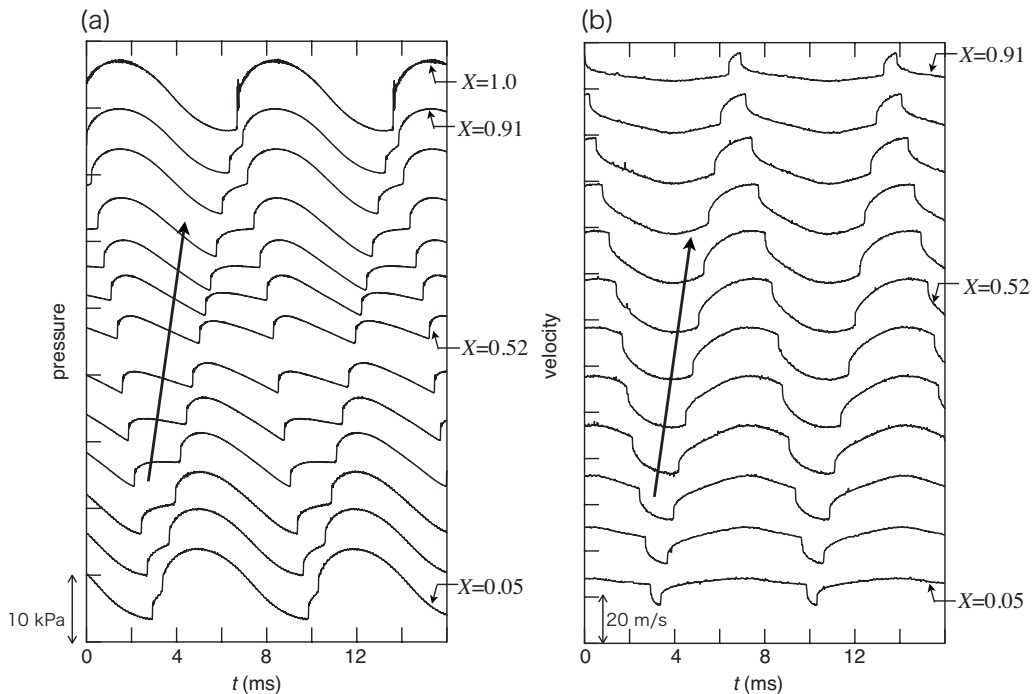 (a)
(b)
X=1.0
X=0.91
X=0.52
X=0.05
pressure
10 kPa
0 4 8 12
t (ms)
X=0.91
X=0.52
X=0.05
velocity
20 m/s
0 4 8 12
t (ms)